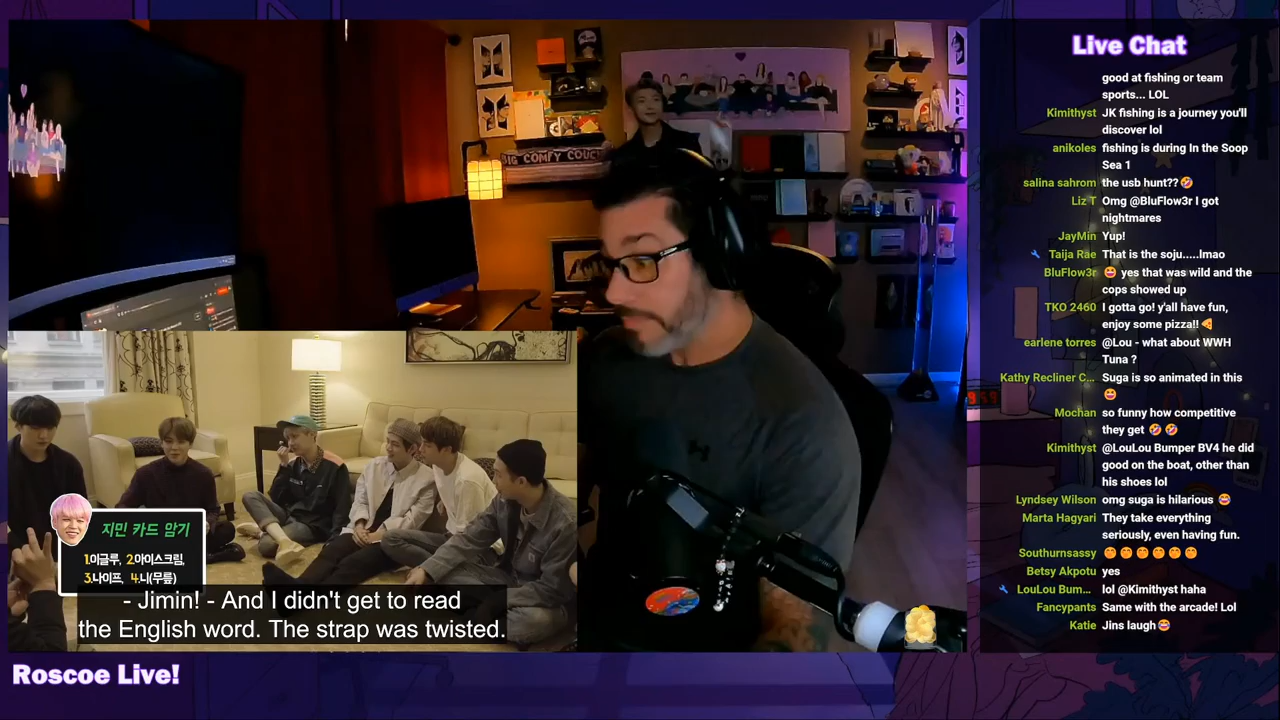 Live Chat
good at fishing or team
sports... LOL
Kimithyst JK fishing is a journey you'll
discover lol
anikoles fishing is during In the Soop
Sea 1
salina sahrom the usb hunt??🤣
Liz T Omg @BluFlow3r I got
nightmares
JayMin Yup!
Taija Rae That is the soju.....lmao
BluFlow3r 😜 yes that was wild and the
cops showed up
TKO 2460 I gotta go! y'all have fun,
enjoy some pizza!! 🍕
earlene torres @Lou - what about WWH
Tuna ?
Kathy Recliner C... Suga is so animated in this
😄
Mochan so funny how competitive
they get 🤣🤣
Kimithyst @LouLou Bumper BV4 he did
good on the boat, other than
his shoes lol
Lyndsey Wilson omg suga is hilarious 😂
Marta Hagyari They take everything
seriously, even having fun.
Southurnsassy
Betsy Akpotu yes
LouLou Bum... lol @Kimithyst haha
Fancypants Same with the arcade! Lol
Katie Jins laugh😂
BIG COMFY COUCH
9:59
지민 카드 암기
1.이글루, 2.아이스크림,
3.나이프, 4.니(무릎)
- Jimin! - And I didn't get to read
the English word. The strap was twisted.
Roscoe Live!